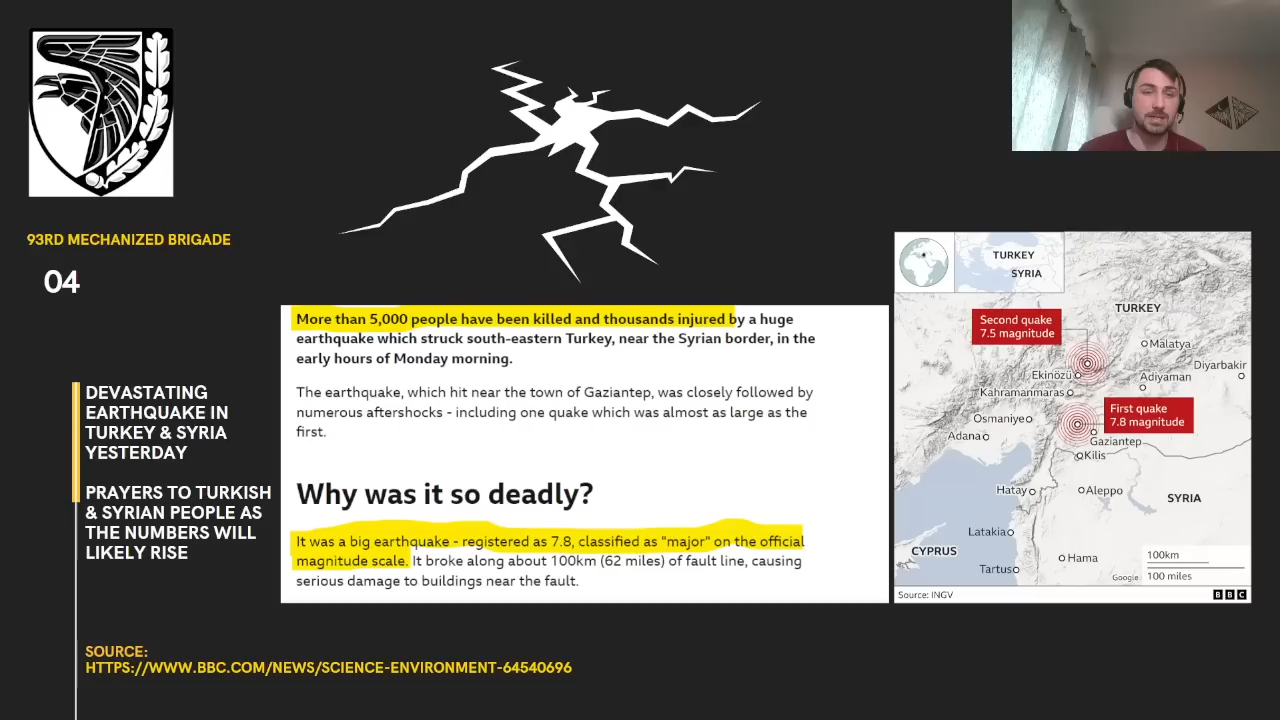 93RD MECHANIZED BRIGADE
04
DEVASTATING
EARTHQUAKE IN
TURKEY & SYRIA
YESTERDAY
PRAYERS TO TURKISH
& SYRIAN PEOPLE AS
THE NUMBERS WILL
LIKELY RISE
SOURCE:
HTTPS://WWW.BBC.COM/NEWS/SCIENCE-ENVIRONMENT-64540696
More than 5,000 people have been killed and thousands injured by a huge
earthquake which struck south-eastern Turkey, near the Syrian border, in the
early hours of Monday morning.
The earthquake, which hit near the town of Gaziantep, was closely followed by
numerous aftershocks - including one quake which was almost as large as the
first.
Why was it so deadly?
It was a big earthquake - registered as 7.8, classified as "major" on the official
magnitude scale. It broke along about 100km (62 miles) of fault line, causing
serious damage to buildings near the fault.
TURKEY
SYRIA
TURKEY
Second quake
7.5 magnitude
Malatya
Diyarbakir
Ekinözü
Adiyaman
Kahramanmaras
First quake
7.8 magnitude
Osmaniye
Adana
Gaziantep
Kilis
Hatay
Aleppo
SYRIA
Latakia
CYPRUS
Hama
100km
Tartus
Google
100 miles
Source: INGV
BBC